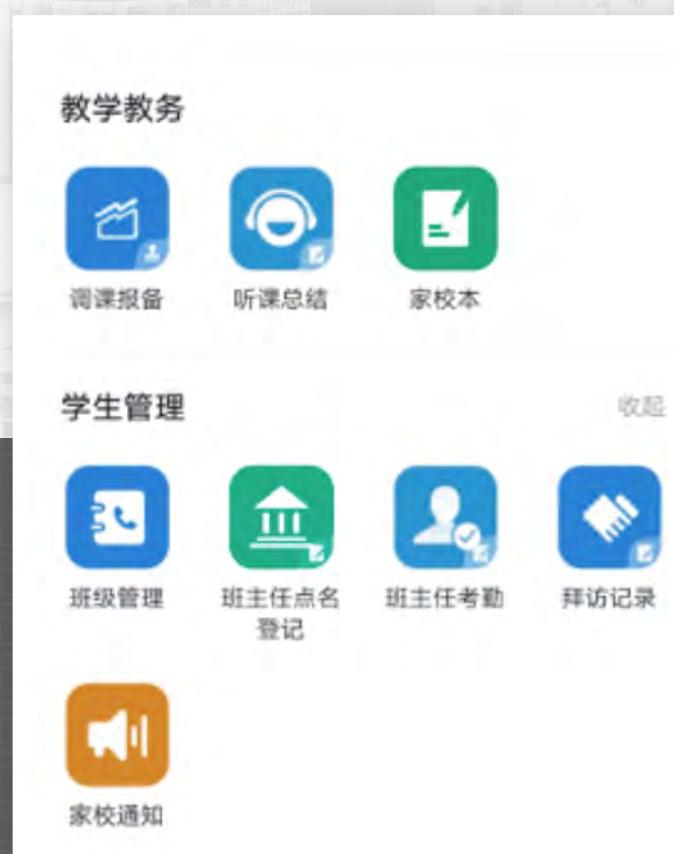 教学教务
调课报备
听课总结
家校本
学生管理
收起
班级管理
班主任点名
登记
班主任考勤
拜访记录
家校通知